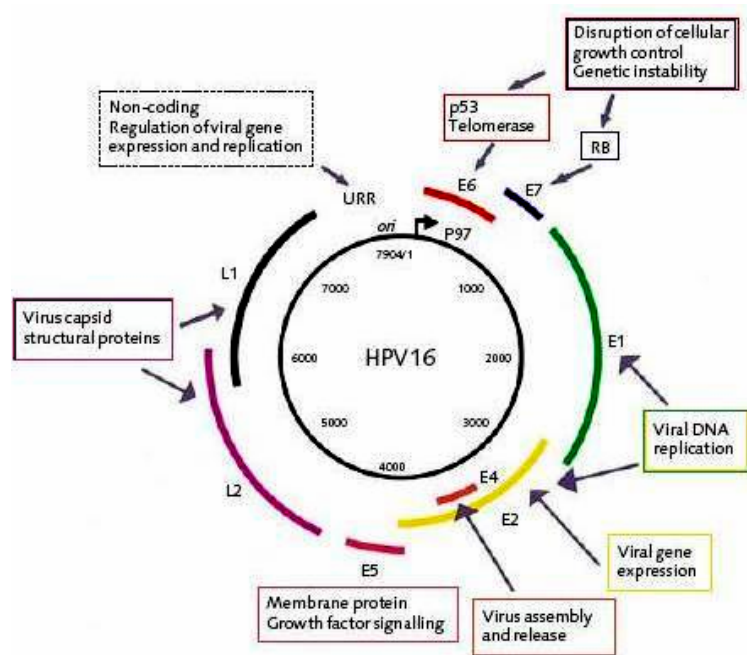 Disruption of cellular
growth control
Genetic instability
Non-coding
Regulation of viral gene
expression and replication
p53
Telomerase
RB
URR
E6
E7
ori
P97
7904/1
1000
2000
3000
4000
5000
6000
7000
HPV16
L1
E1
Virus capsid
structural proteins
Viral DNA
replication
L2
E4
E2
E5
Viral gene
expression
Membrane protein
Growth factor signalling
Virus assembly
and release